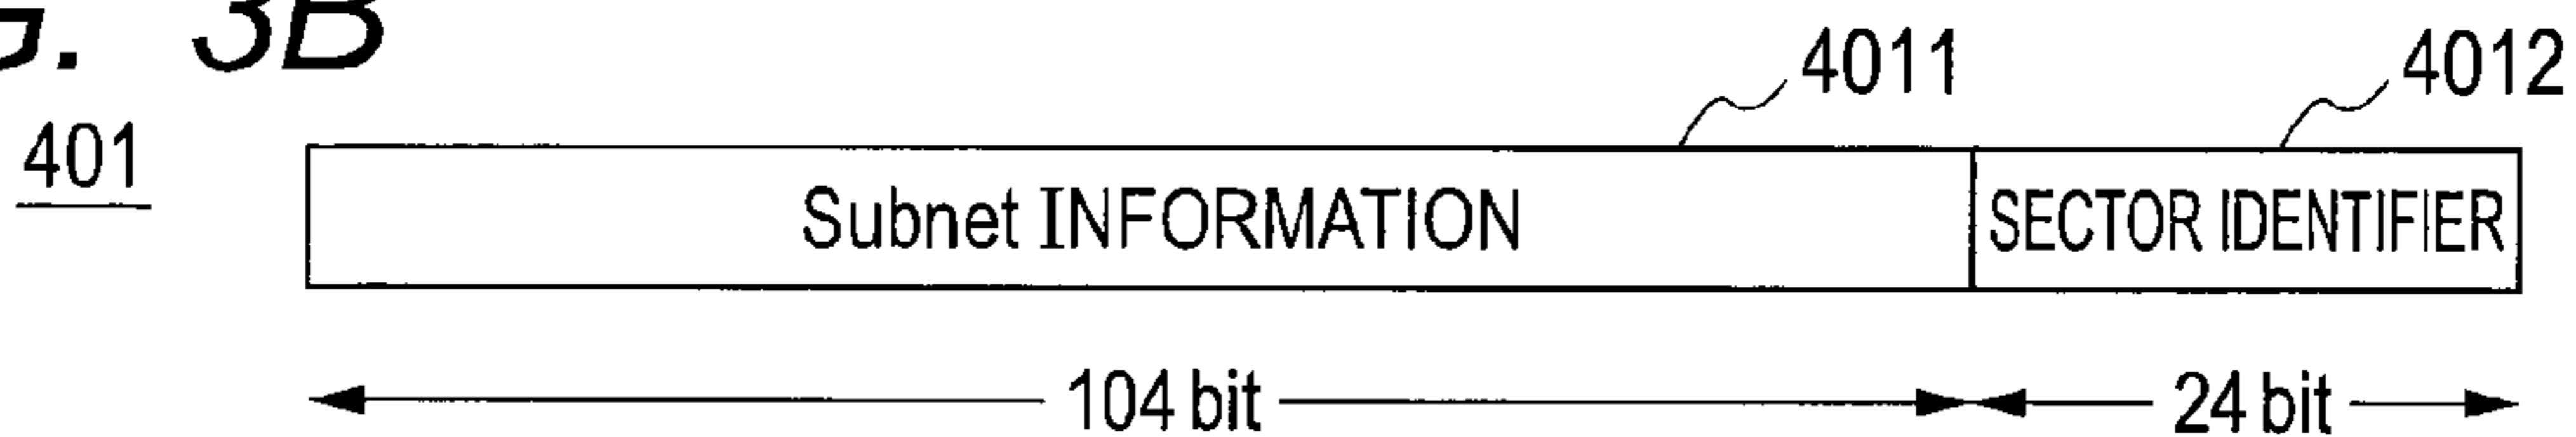 G. 3B
4011
4012
401
Subnet INFORMATION
SECTOR IDENTIFIER
104 bit
24 bit